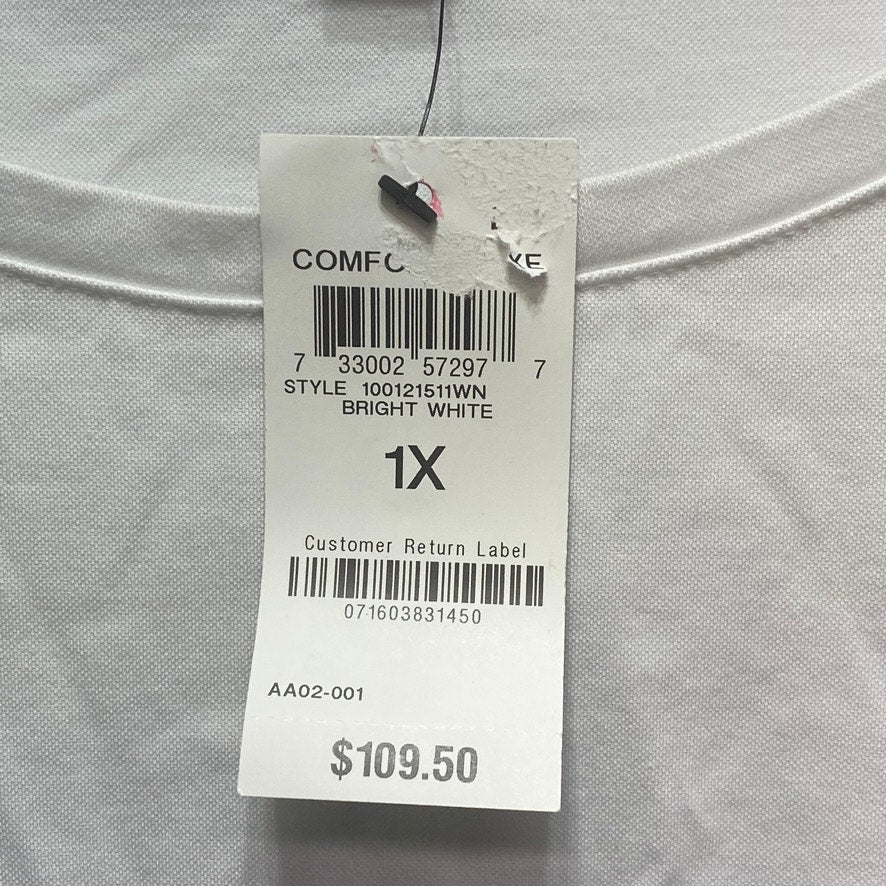 COMFO
XE
7 33002 57297 7
STYLE 100121511WN
BRIGHT WHITE
1X
Customer Return Label
071603831450
AA02-001
$109.50